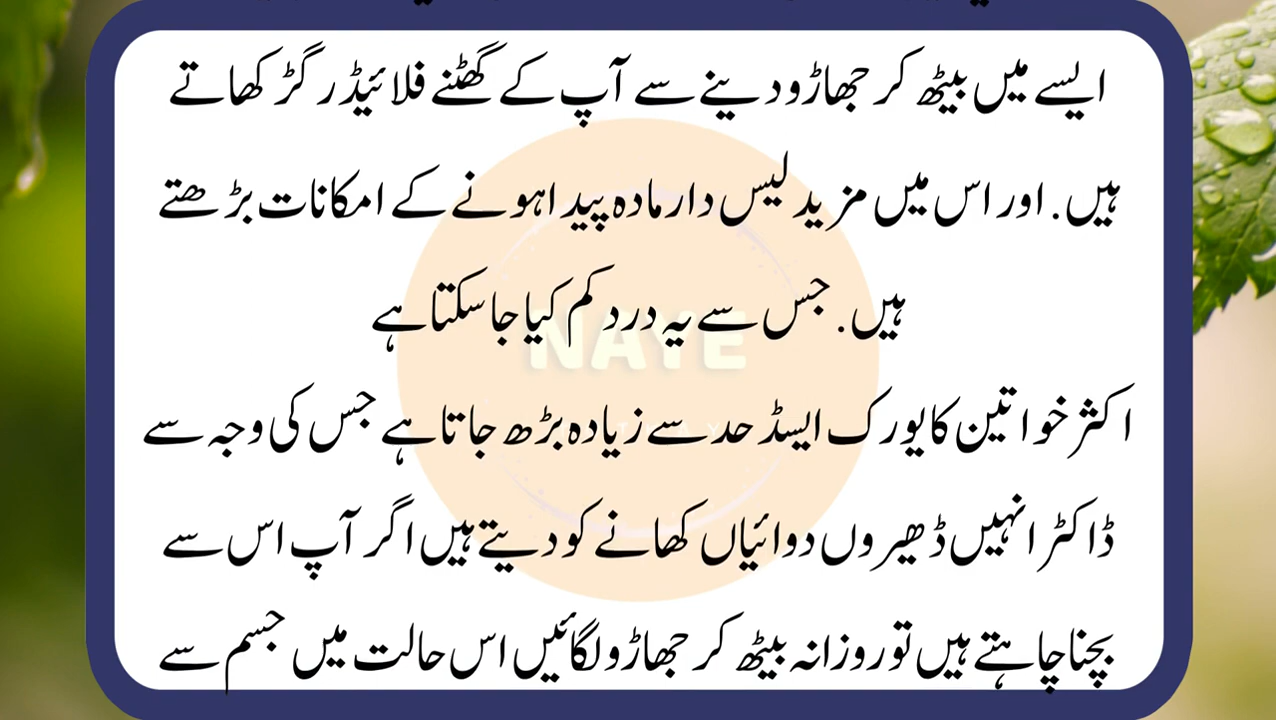 ایسے میں بیٹھ کر جھاڑو دینے سے آپ کے گھٹنے فلائیڈ رگڑ کھاتے
ہیں. اور اس میں مزید لیس دار مادہ پیدا ہونے کے امکانات بڑھتے
ہیں. جس سے یہ درد کم کیا جا سکتا ہے
NAYE
اکثر خواتین کا یورک ایسڈ حد سے زیادہ بڑھ جاتا ہے جس کی وجہ سے
ڈاکٹر انہیں ڈھیروں دوائیاں کھانے کو دیتے ہیں اگر آپ اس سے
بچنا چاہتے ہیں تو روزانہ بیٹھ کر جھاڑو لگائیں اس حالت میں جسم سے